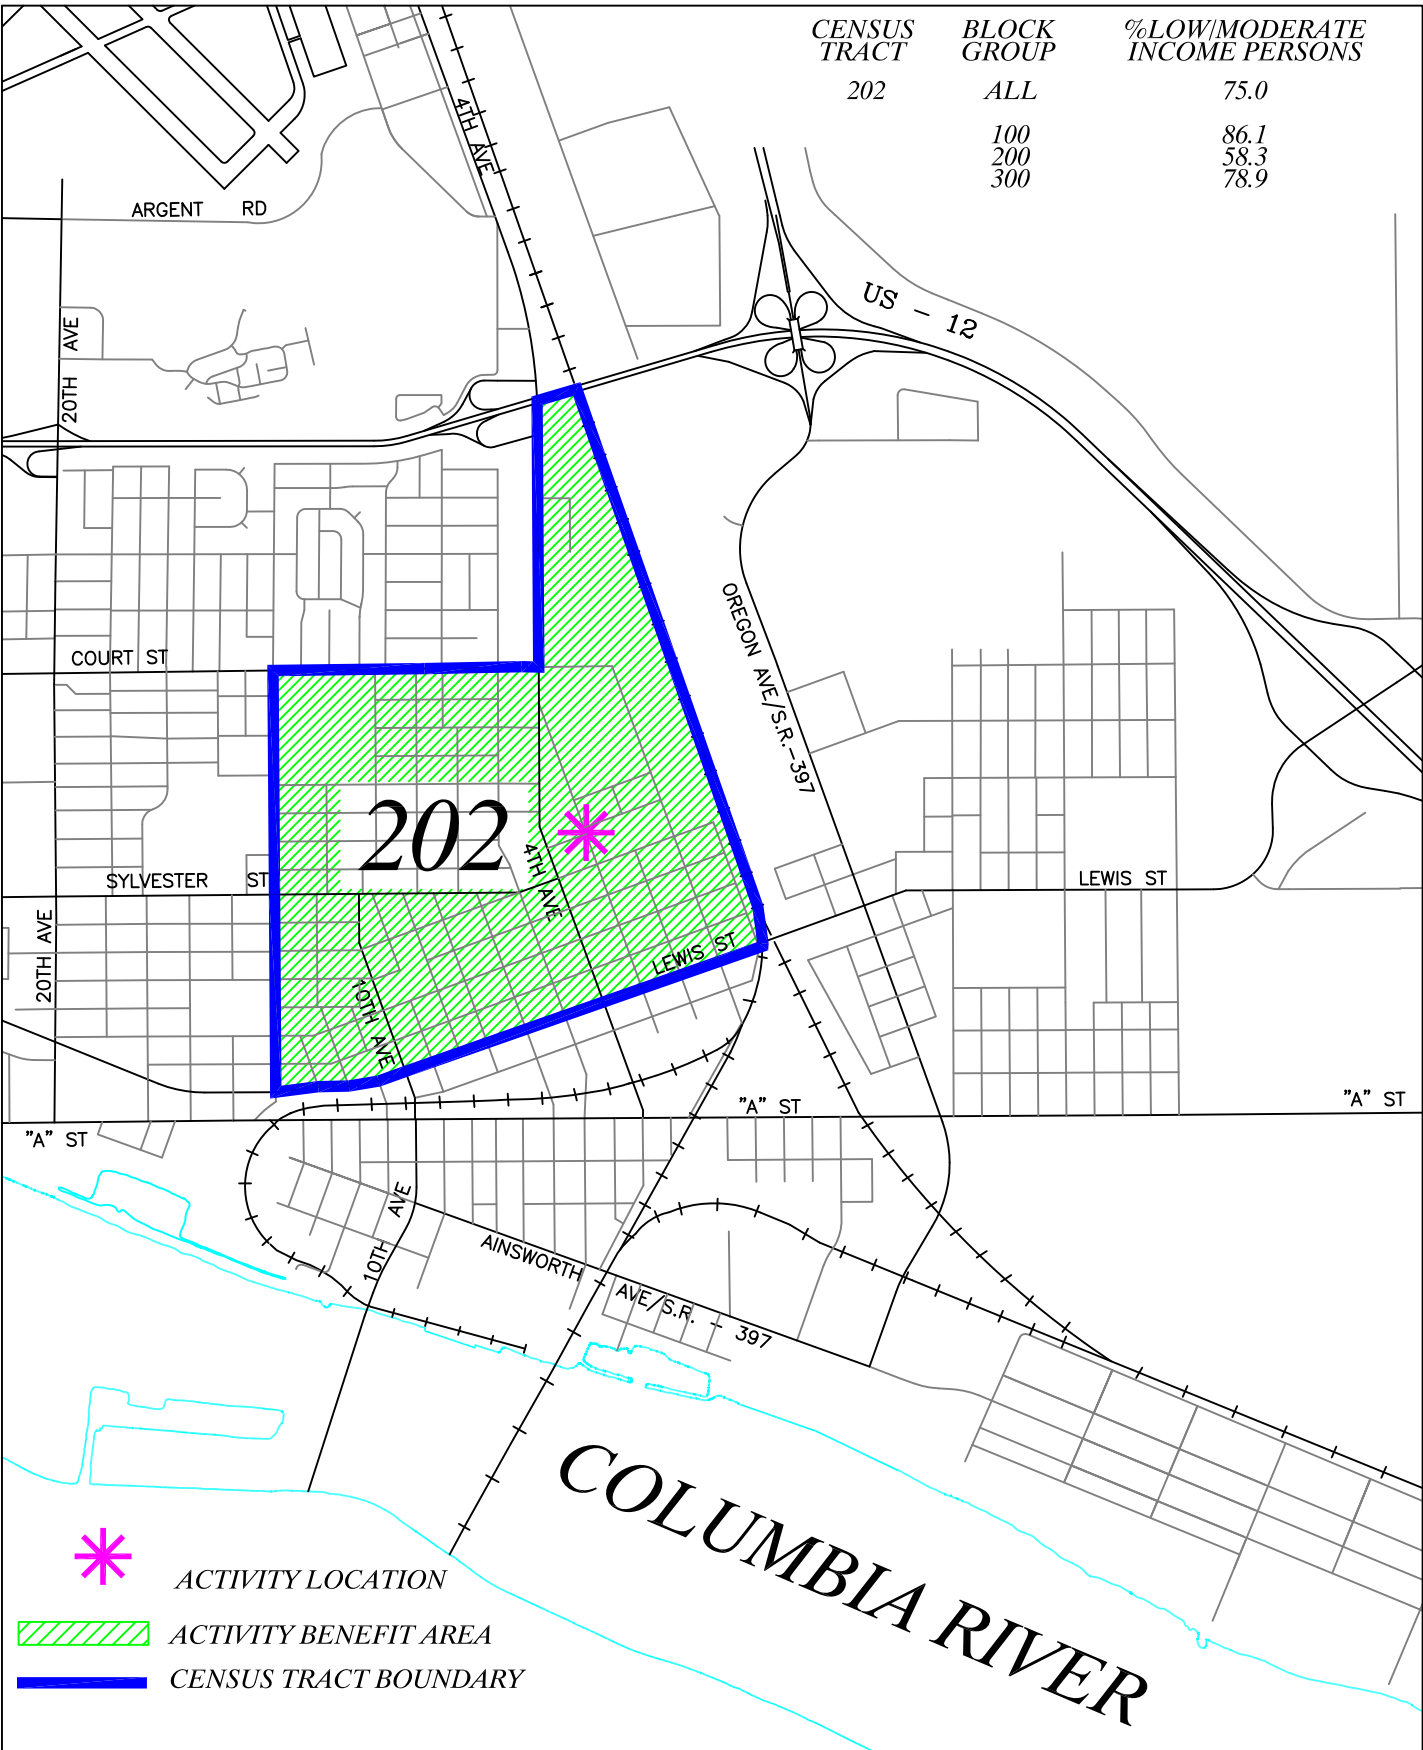 CENSUS TRACT BLOCK GROUP %LOW/MODERATE INCOME PERSONS
202 ALL 75.0
100 86.1
200 58.3
300 78.9
4TH AVE
ARGENT RD
US - 12
20TH AVE
COURT ST
OREGON AVE/S.R.-397
202
4TH AVE
SYLVESTER ST
LEWIS ST
20TH AVE
LEWIS ST
10TH AVE
"A" ST
"A" ST
"A" ST
10TH AVE
AINSWORTH AVE/S.R. - 397
COLUMBIA RIVER
ACTIVITY LOCATION
ACTIVITY BENEFIT AREA
CENSUS TRACT BOUNDARY